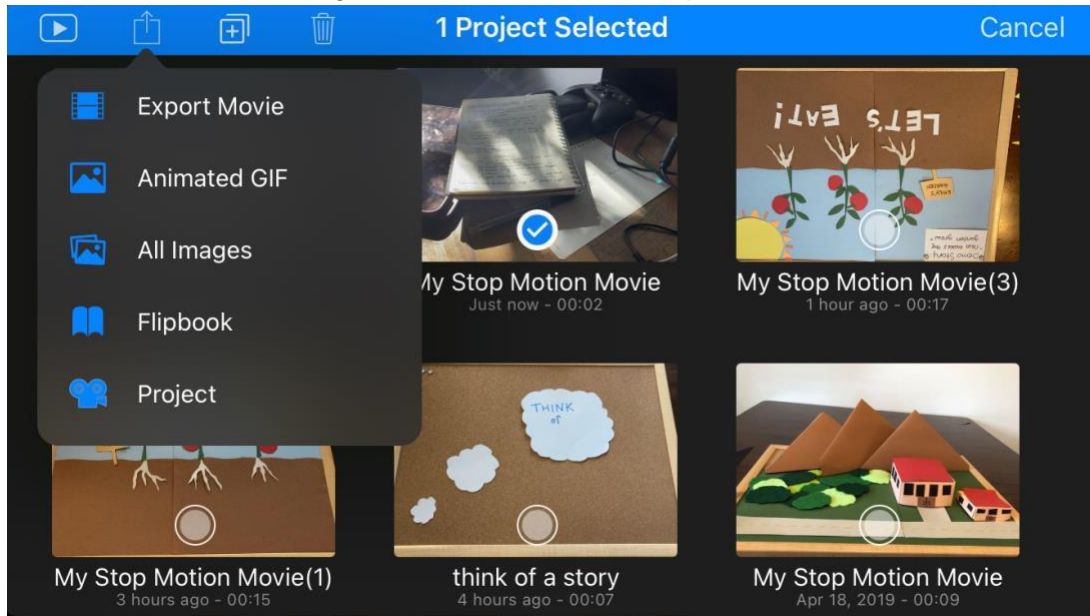 1 Project Selected
Cancel
Export Movie
Animated GIF
All Images
Flipbook
Project
My Stop Motion Movie
Just now - 00:02
LET'S EAT!
My Stop Motion Movie(3)
1 hour ago - 00:17
My Stop Motion Movie(1)
3 hours ago - 00:15
THINK
of
think of a story
4 hours ago - 00:07
My Stop Motion Movie
Apr 18, 2019 - 00:09